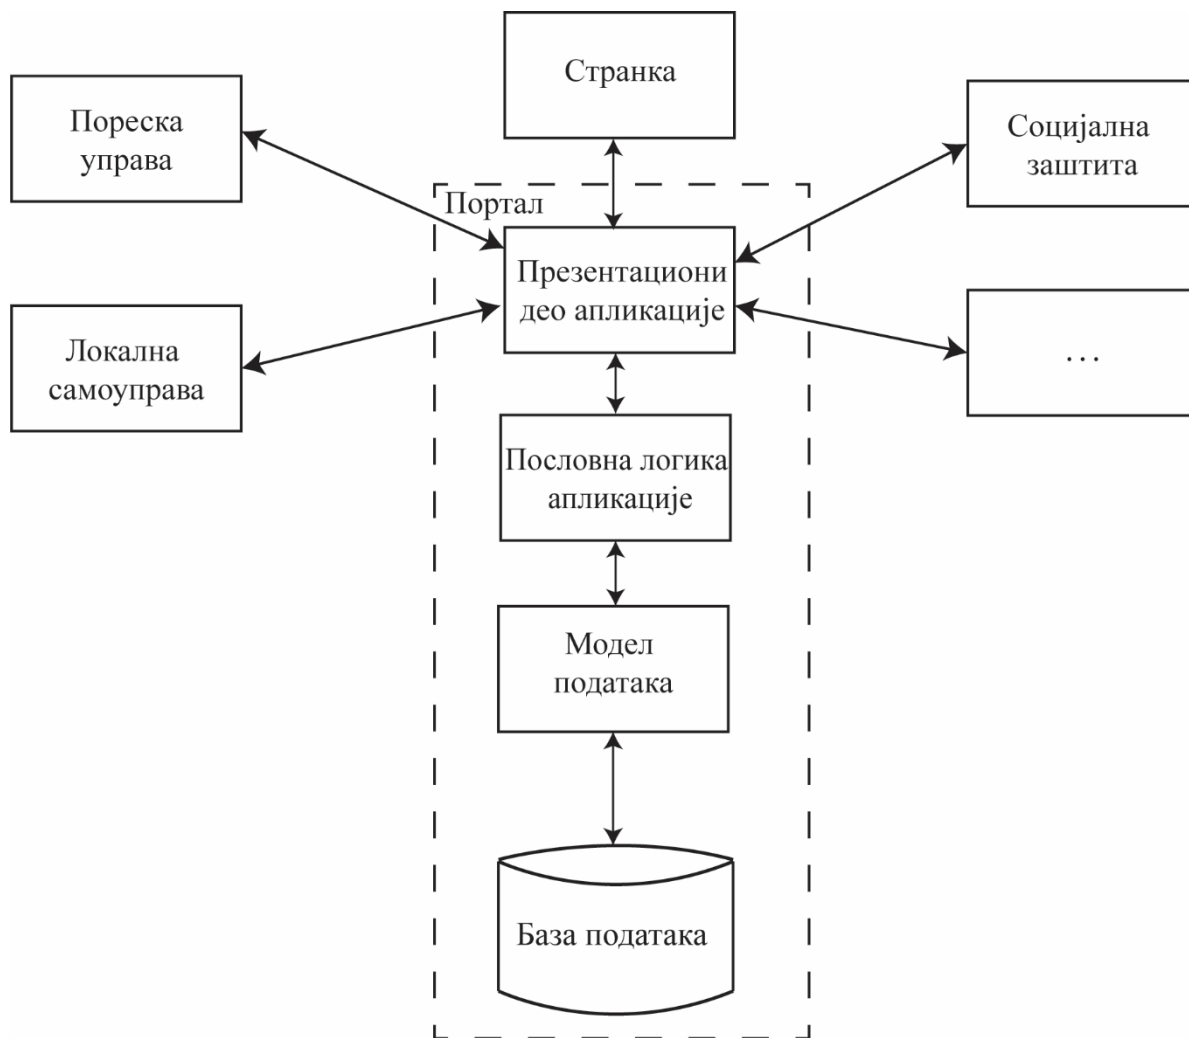 Странка
Пореска
управа
Социјална
заштита
Портал
Презентациони
део апликације
Локална
самоуправа
...
Пословна логика
апликације
Модел
података
База података